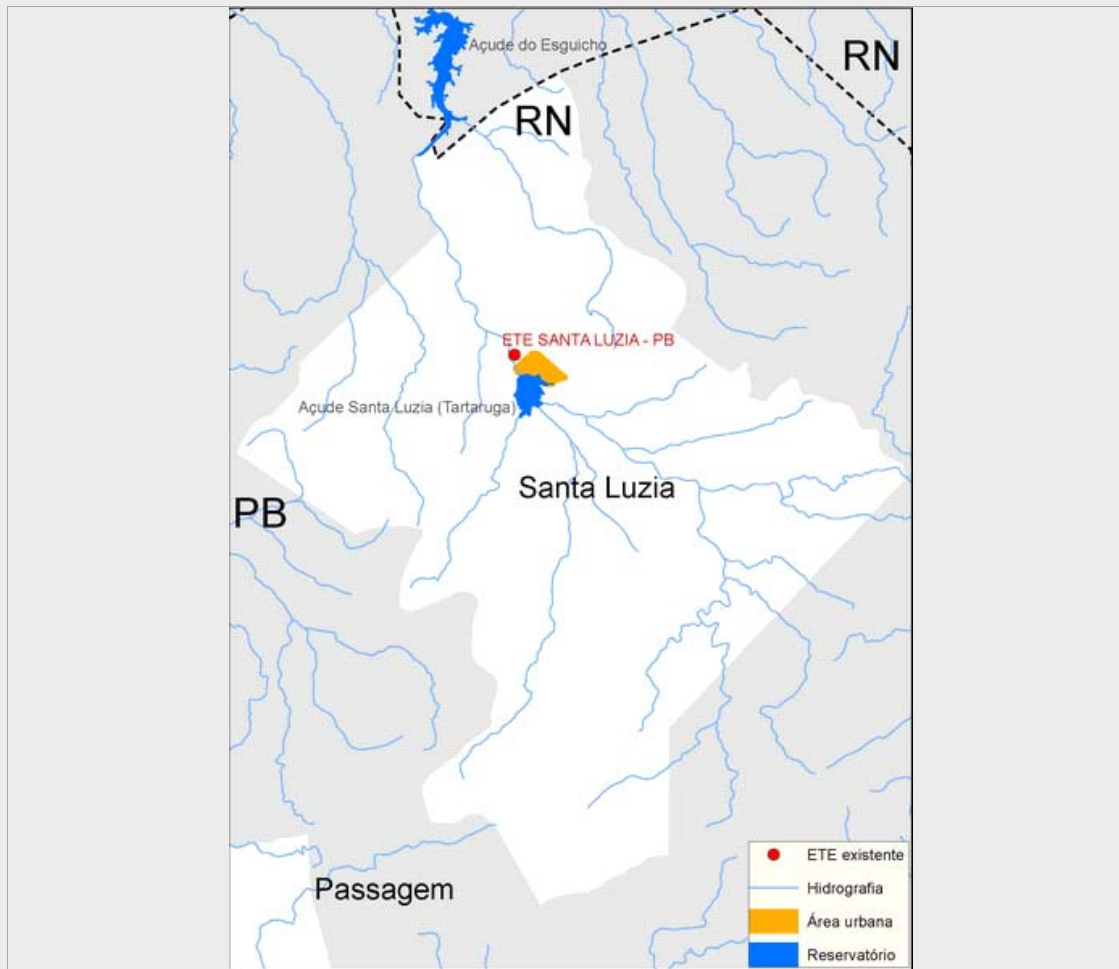 Açude do Esguicho
RN
RN
ETE SANTA LUZIA - PB
Açude Santa Luzia (Tartaruga)
Santa Luzia
PB
Passagem
ETE existente
Hidrografia
Área urbana
Reservatório